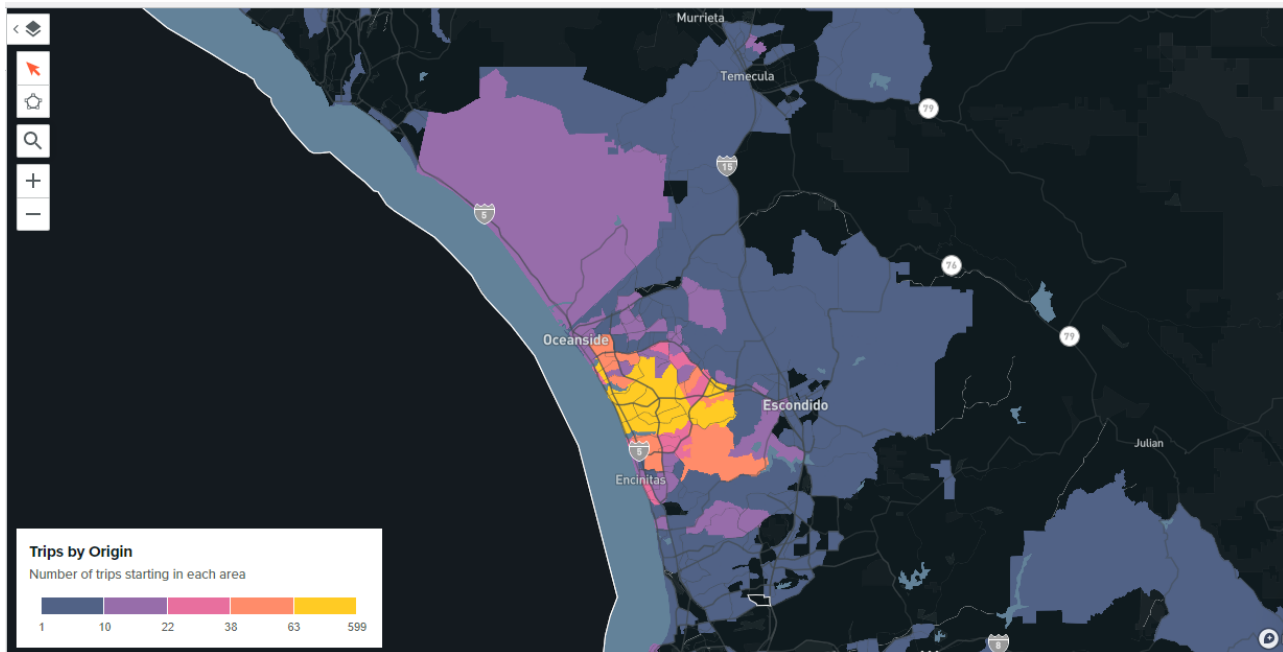 Murrieta
Temecula
79
15
5
76
79
Oceanside
Escondido
Julian
5
Encinitas
8
Trips by Origin
Number of trips starting in each area
1 10 22 38 63 599